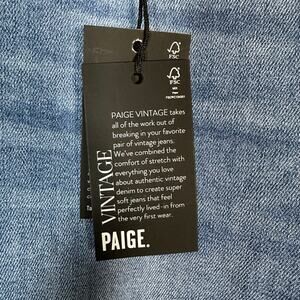 FSC
FSC
MIX
PAIGE VINTAGE takes
all of the work out of
breaking in your favorite
pair of vintage jeans.
We've combined the
comfort of stretch with
everything you love
about authentic vintage
denim to create super
soft jeans that feel
perfectly lived-in from
the very first wear.
VINTAGE
PAIGE.